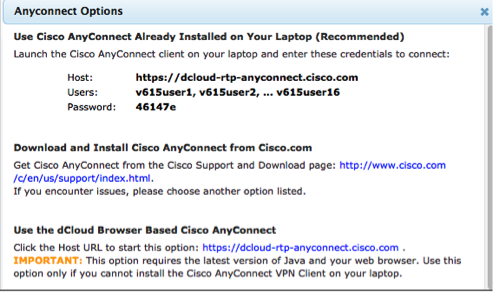 Anyconnect Options
Use Cisco AnyConnect Already Installed on Your Laptop (Recommended)
Launch the Cisco AnyConnect client on your laptop and enter these credentials to connect:
Host: https://dcloud-rtp-anyconnect.cisco.com
Users: v615user1, v615user2, ... v615user16
Password: 46147e
Download and Install Cisco AnyConnect from Cisco.com
Get Cisco AnyConnect from the Cisco Support and Download page: http://www.cisco.com
/c/en/us/support/index.html.
If you encounter issues, please choose another option listed.
Use the dCloud Browser Based Cisco AnyConnect
Click the Host URL to start this option: https://dcloud-rtp-anyconnect.cisco.com .
IMPORTANT: This option requires the latest version of Java and your web browser. Use this
option only if you cannot install the Cisco AnyConnect VPN Client on your laptop.